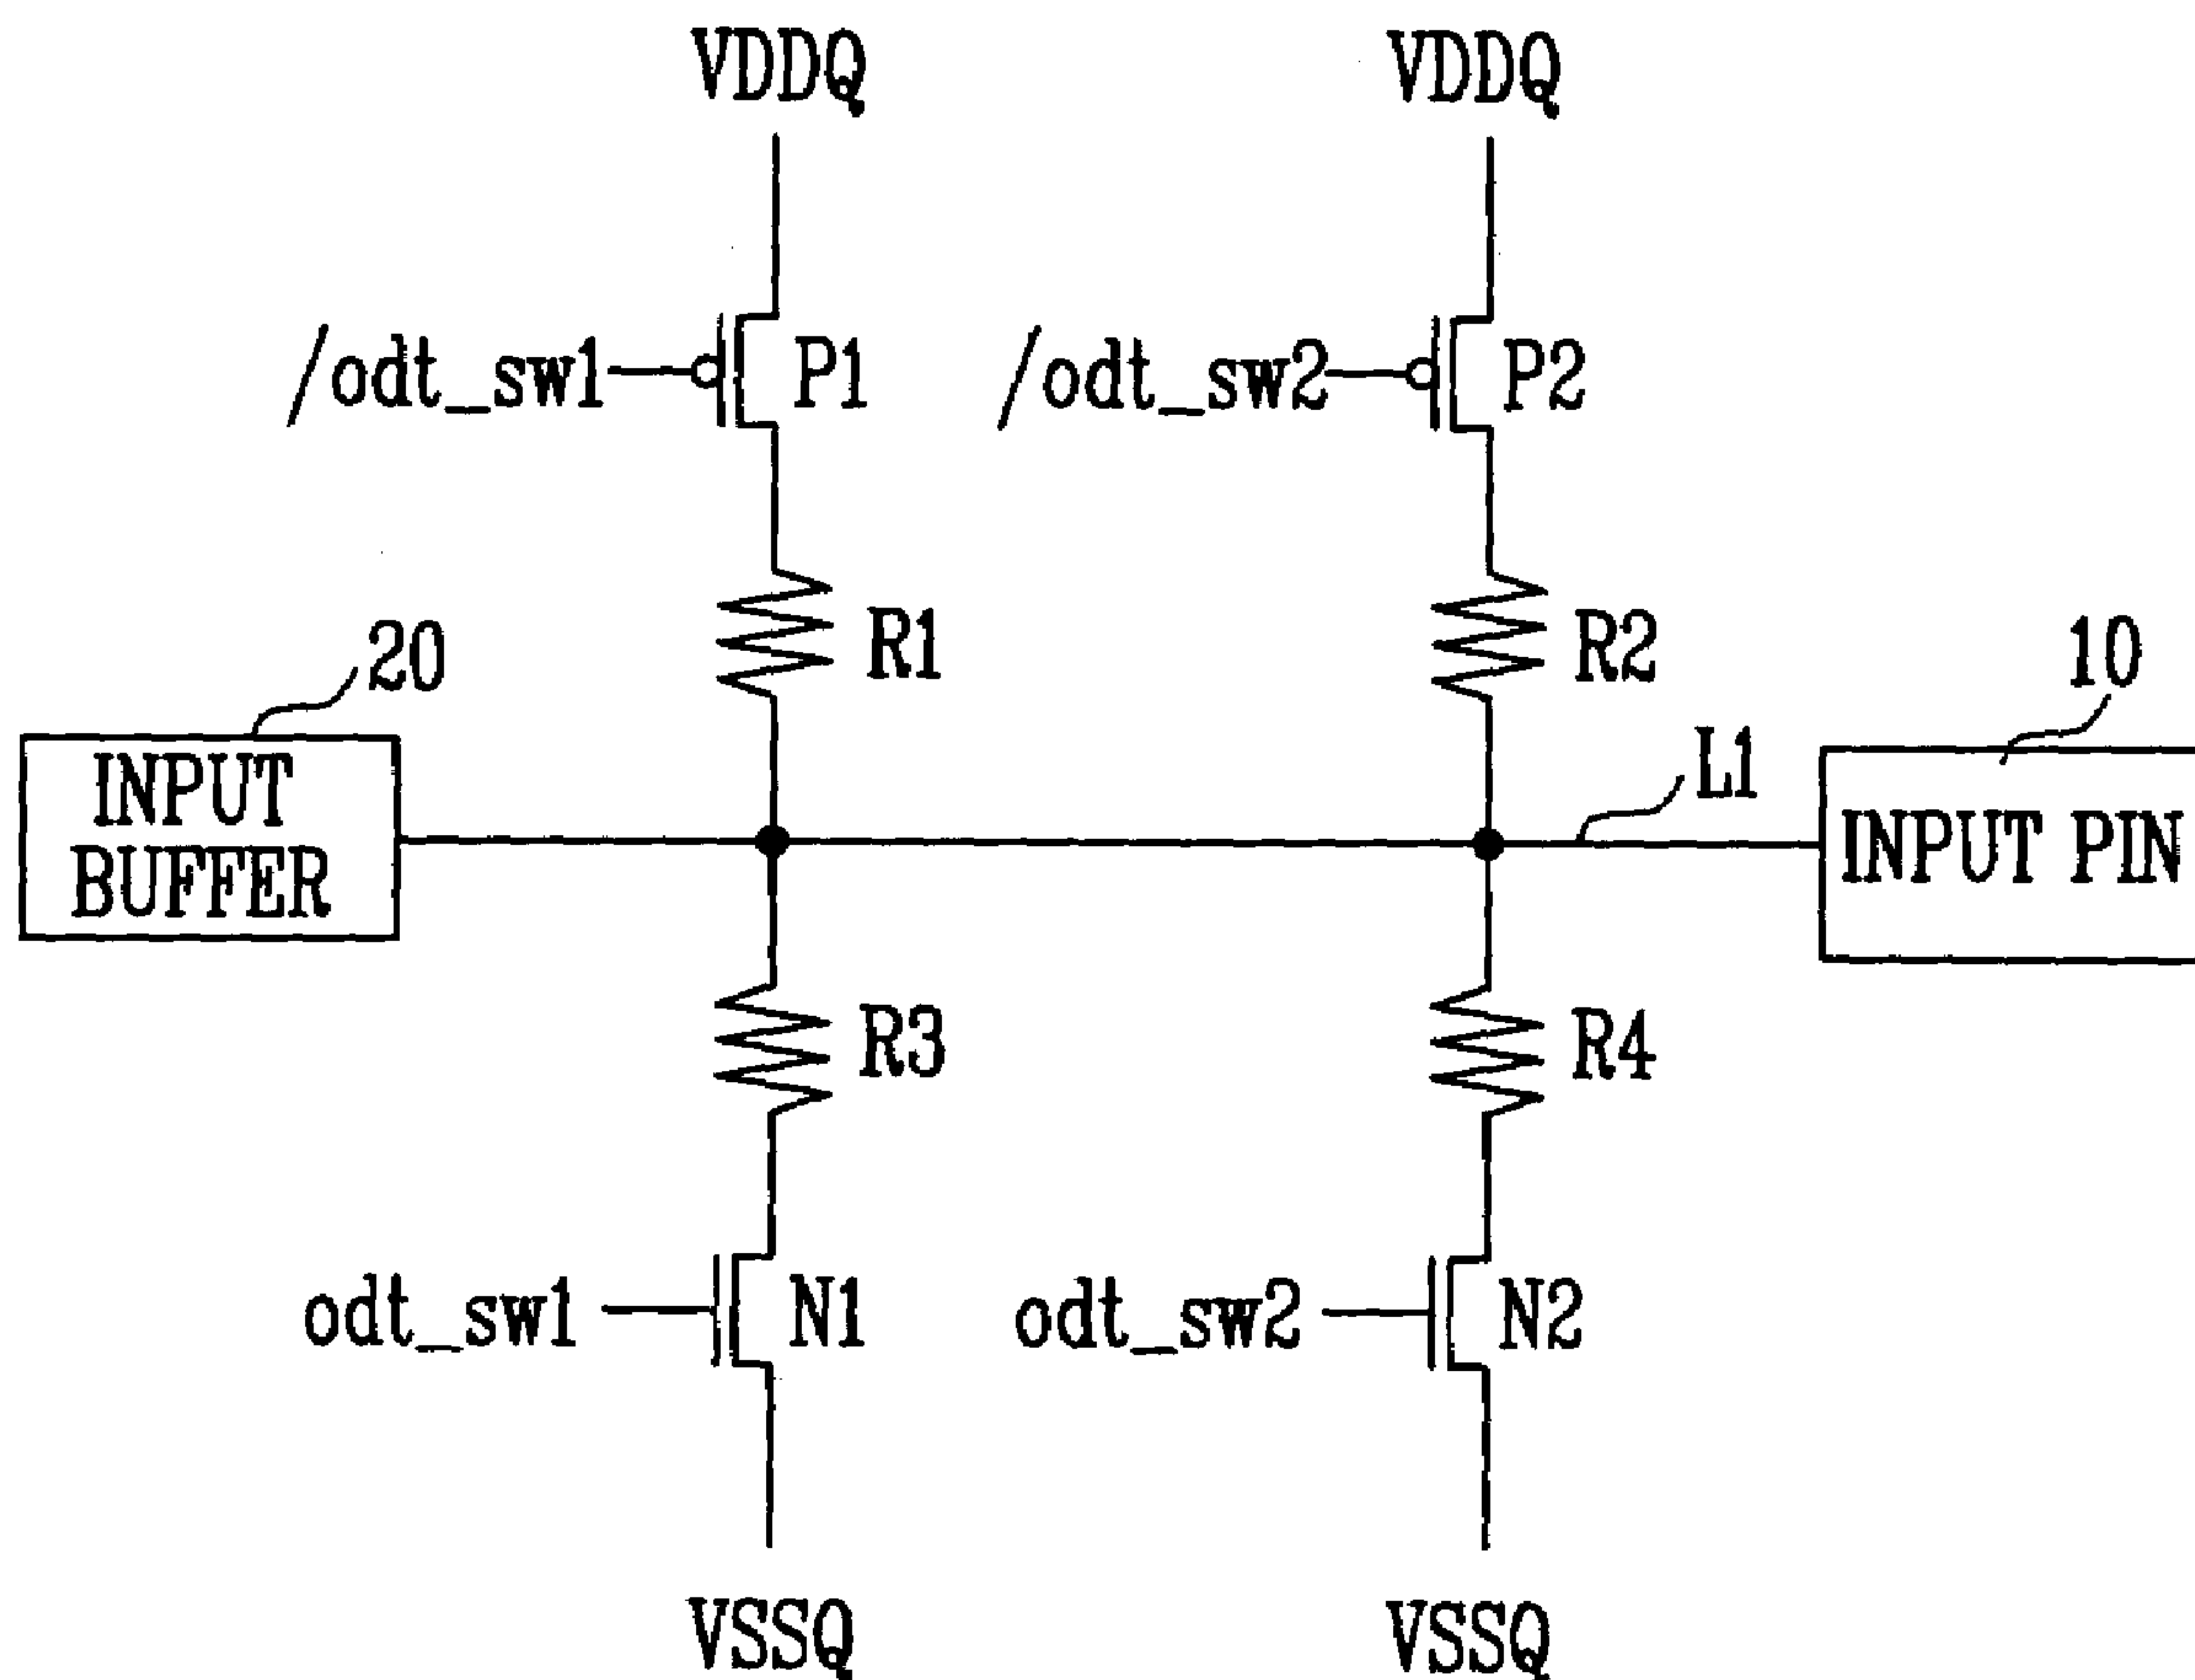 VDDQ
VDDQ
/odt_sw1
P1
/odt_sw2
P2
R1
R2
20
10
L1
INPUT
BUFFER
INPUT PIN
R3
R4
odt_sw1
N1
odt_sw2
N2
VSSQ
VSSQ